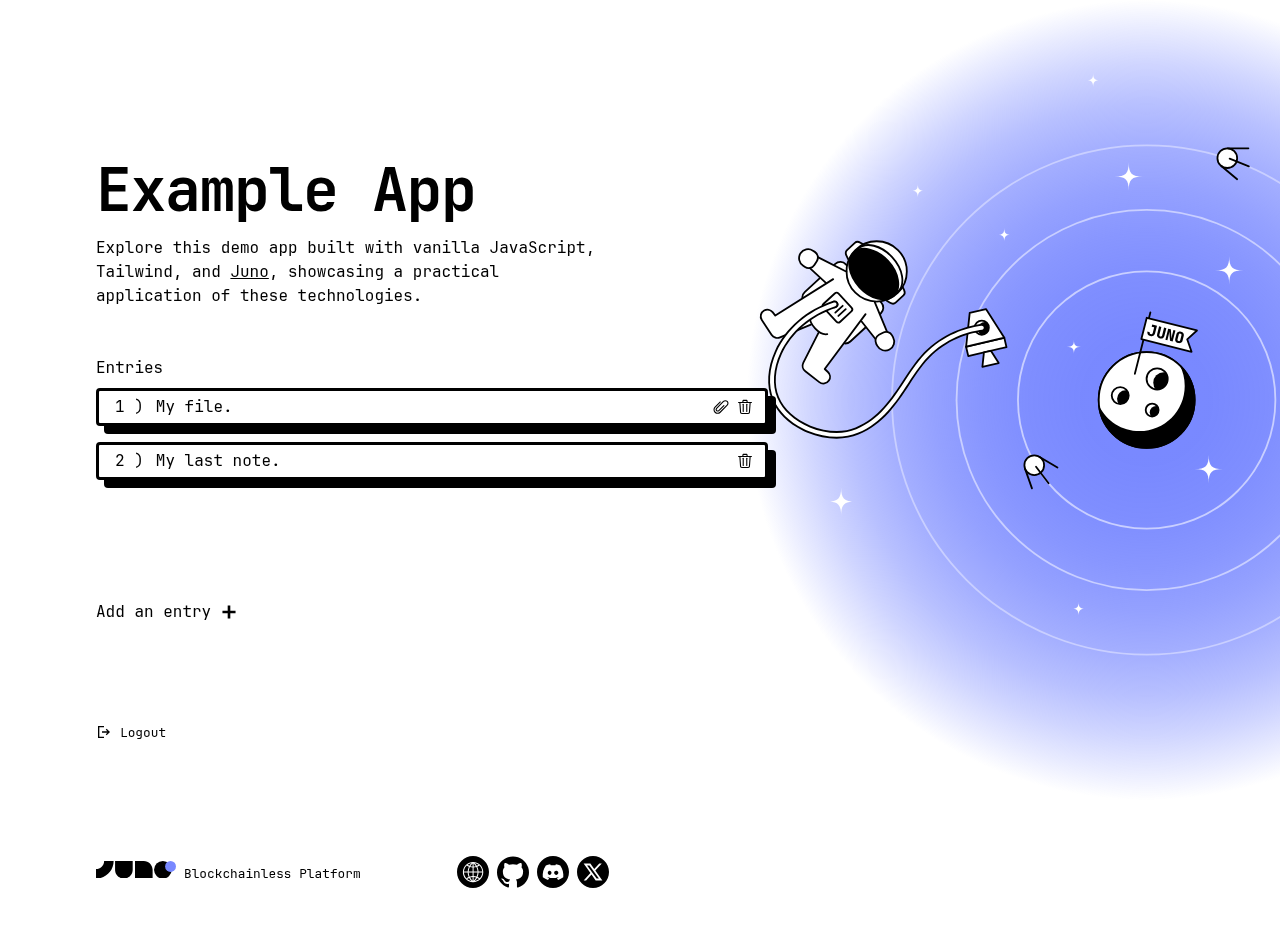 Example App
Explore this demo app built with vanilla JavaScript,
Tailwind, and Juno, showcasing a practical
application of these technologies.
Entries
1 ) My file.
2 ) My last note.
Add an entry
Logout
JUNO
JUNO Blockchainless Platform